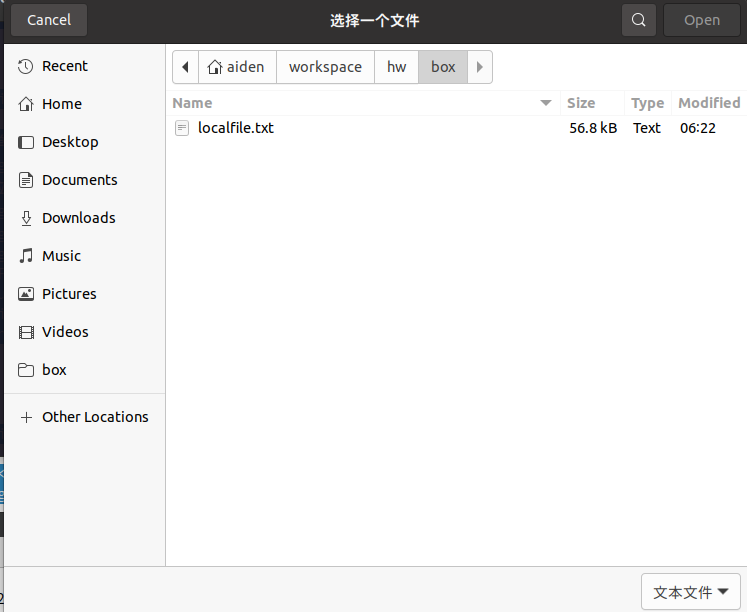 Cancel
选择一个文件
Open
Recent
Home
Desktop
Documents
Downloads
Music
Pictures
Videos
box
Other Locations
aiden workspace hw box
Name Size Type Modified
localfile.txt 56.8 kB Text 06:22
文本文件